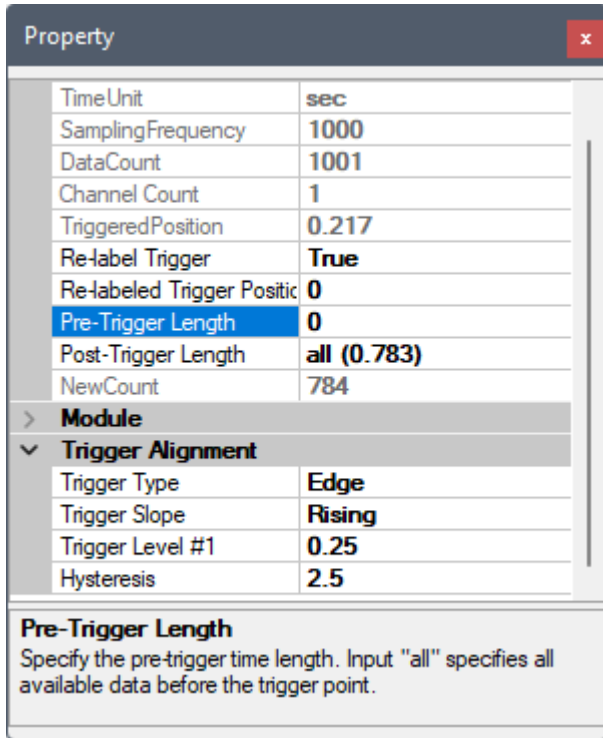 Property
x
TimeUnit sec
SamplingFrequency 1000
DataCount 1001
Channel Count 1
TriggeredPosition 0.217
Re-label Trigger True
Re-labeled Trigger Positic 0
Pre-Trigger Length 0
Post-Trigger Length all (0.783)
NewCount 784
Module
Trigger Alignment
Trigger Type Edge
Trigger Slope Rising
Trigger Level #1 0.25
Hysteresis 2.5
Pre-Trigger Length
Specify the pre-trigger time length. Input "all" specifies all
available data before the trigger point.